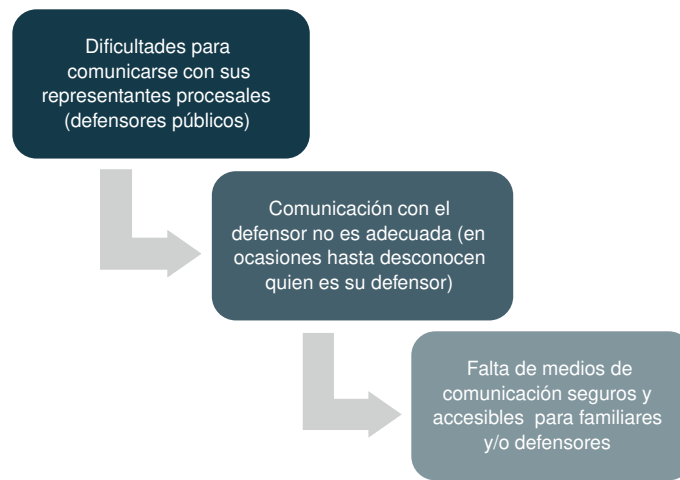 Dificultades para
comunicarse con sus
representantes procesales
(defensores públicos)
Comunicación con el
defensor no es adecuada (en
ocasiones hasta desconocen
quien es su defensor)
Falta de medios de
comunicación seguros y
accesibles para familiares
y/o defensores